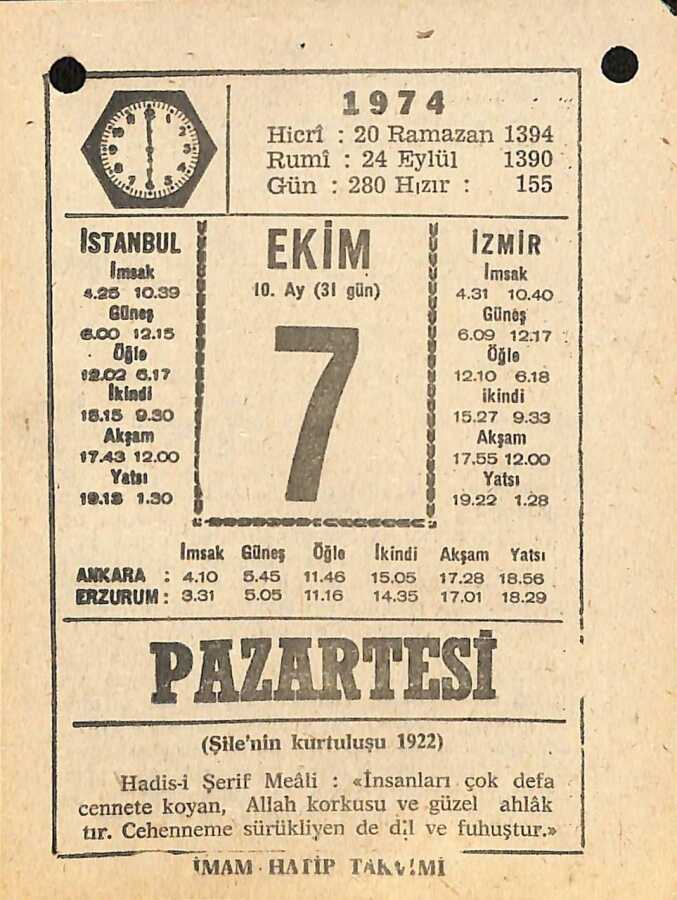 1974
Hicrî : 20 Ramazan 1394
Rumî : 24 Eylül 1390
Gün : 280 Hızır : 155
İSTANBUL
İmsak
4.25 10.39
Güneş
6.00 12.15
Öğle
12.02 6.17
İkindi
15.15 9.30
Akşam
17.43 12.00
Yatsı
19.13 1.30
EKİM
10. Ay (31 gün)
7
İZMİR
İmsak
4.31 10.40
Güneş
6.09 12.17
Öğle
12.10 6.18
ikindi
15.27 9.33
Akşam
17.55 12.00
Yatsı
19.22 1.28
İmsak Güneş Öğle İkindi Akşam Yatsı
ANKARA : 4.10 5.45 11.46 15.05 17.28 18.56
ERZURUM : 3.31 5.05 11.16 14.35 17.01 18.29
PAZARTESİ
(Şile'nin kurtuluşu 1922)
Hadis-i Şerif Meâli : «İnsanları çok defa
cennete koyan, Allah korkusu ve güzel ahlâk
tır. Cehenneme sürükliyen de dil ve fuhuştur.»
İMAM HATİP TAKVİMİ